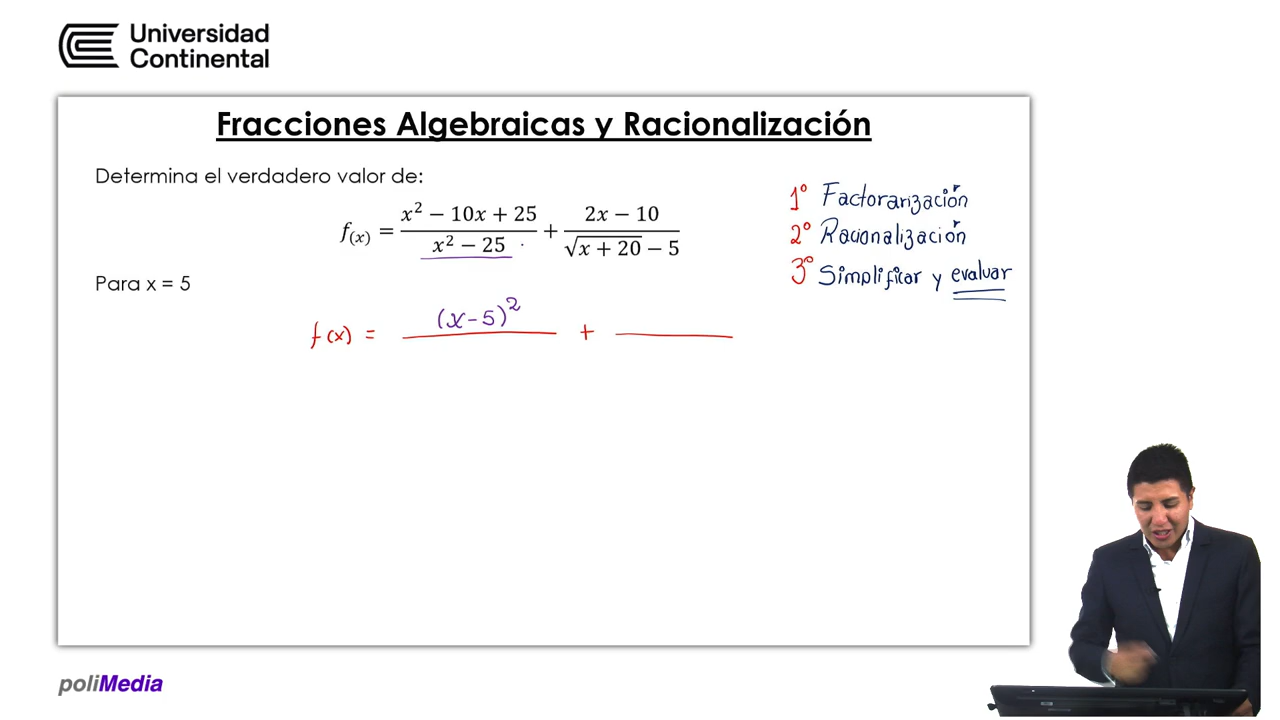 Universidad
Continental
Fracciones Algebraicas y Racionalización
Determina el verdadero valor de:
f(x) = (x² − 10x + 25)/(x² − 25) + (2x − 10)/(√(x + 20) − 5)
Para x = 5
1° Factorarización
2° Racionalización
3° Simplificar y evaluar
f(x) = (x-5)² +
poliMedia